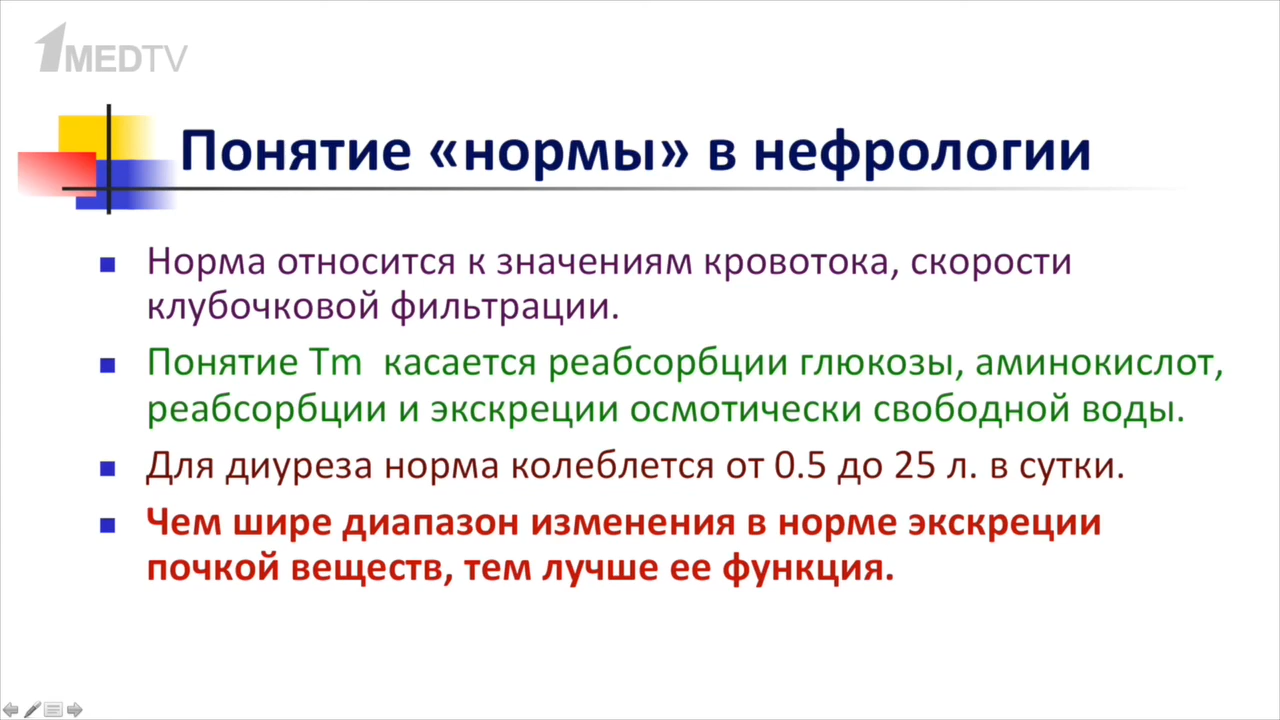 1MEDTV
Понятие «нормы» в нефрологии
Норма относится к значениям кровотока, скорости
клубочковой фильтрации.
Понятие Tm касается реабсорбции глюкозы, аминокислот,
реабсорбции и экскреции осмотически свободной воды.
Для диуреза норма колеблется от 0.5 до 25 л. в сутки.
Чем шире диапазон изменения в норме экскреции
почкой веществ, тем лучше ее функция.